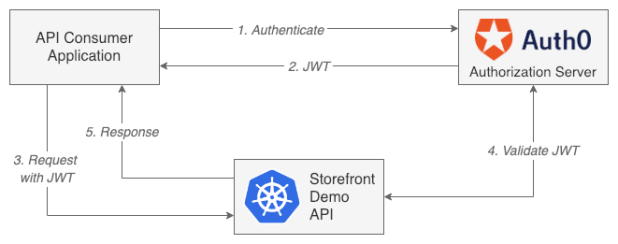 API Consumer
Application
1. Authenticate
2. JWT
Auth0
Authorization Server
3. Request
with JWT
5. Response
4. Validate JWT
Storefront
Demo
API